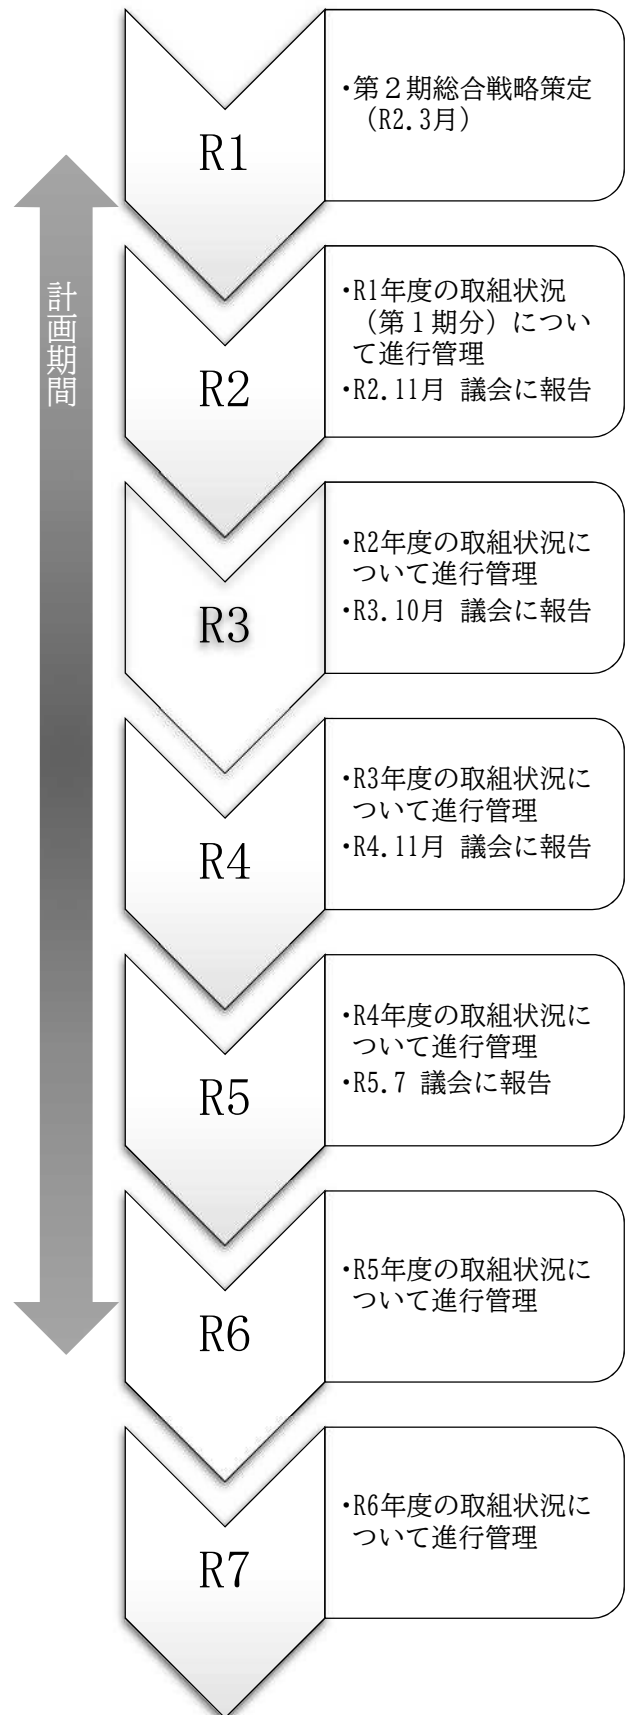 計画期間
R1
・第２期総合戦略策定
（R2.3月）
R2
・R1年度の取組状況
（第１期分）につい
て進行管理
・R2.11月 議会に報告
R3
・R2年度の取組状況に
ついて進行管理
・R3.10月 議会に報告
R4
・R3年度の取組状況に
ついて進行管理
・R4.11月 議会に報告
R5
・R4年度の取組状況に
ついて進行管理
・R5.7 議会に報告
R6
・R5年度の取組状況に
ついて進行管理
R7
・R6年度の取組状況に
ついて進行管理